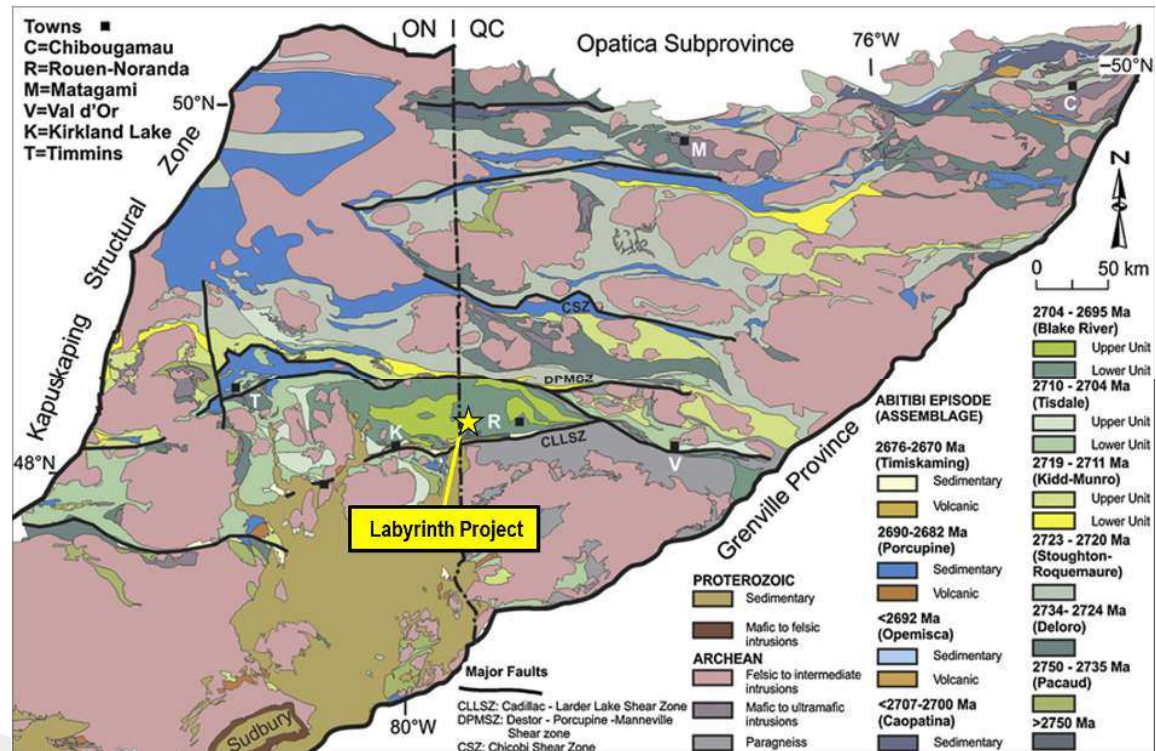 Towns
C=Chibougamau
R=Rouen-Noranda
M=Matagami
V=Val d'Or
K=Kirkland Lake
T=Timmins
ON
QC
Opatica Subprovince
76°W
50°N
50°N
C
M
N
Kapuskaping Structural Zone
0 50 km
CSZ
DPMSZ
T
K
R
CLLSZ
V
48°N
Grenville Province
Labyrinth Project
80°W
Sudbury
Major Faults
CLLSZ: Cadillac - Larder Lake Shear Zone
DPMSZ: Destor - Porcupine -Manneville
Shear zone
CSZ: Chicobi Shear Zone
PROTEROZOIC
Sedimentary
Mafic to felsic
intrusions
ARCHEAN
Felsic to intermediate
intrusions
Mafic to ultramafic
intrusions
Paragneiss
ABITIBI EPISODE
(ASSEMBLAGE)
2676-2670 Ma
(Timiskaming)
Sedimentary
Volcanic
2690-2682 Ma
(Porcupine)
Sedimentary
Volcanic
<2692 Ma
(Opemisca)
Sedimentary
Volcanic
<2707-2700 Ma
(Caopatina)
Sedimentary
2704 - 2695 Ma
(Blake River)
Upper Unit
Lower Unit
2710 - 2704 Ma
(Tisdale)
Upper Unit
Lower Unit
2719 - 2711 Ma
(Kidd-Munro)
Upper Unit
Lower Unit
2723 - 2720 Ma
(Stoughton-
Roquemaure)
2734- 2724 Ma
(Deloro)
2750 - 2735 Ma
(Pacaud)
>2750 Ma